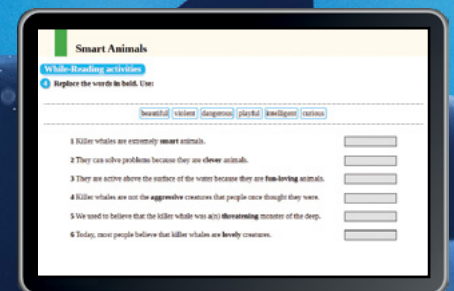 Smart Animals
While-Reading activities
4 Replace the words in bold. Use:
beautiful violent dangerous playful intelligent curious
1 Killer whales are extremely smart animals.
2 They can solve problems because they are clever animals.
3 They are active above the surface of the water because they are fun-loving animals.
4 Killer whales are not the aggressive creatures that people once thought they were.
5 We used to believe that the killer whale was a(n) threatening monster of the deep.
6 Today, most people believe that killer whales are lovely creatures.